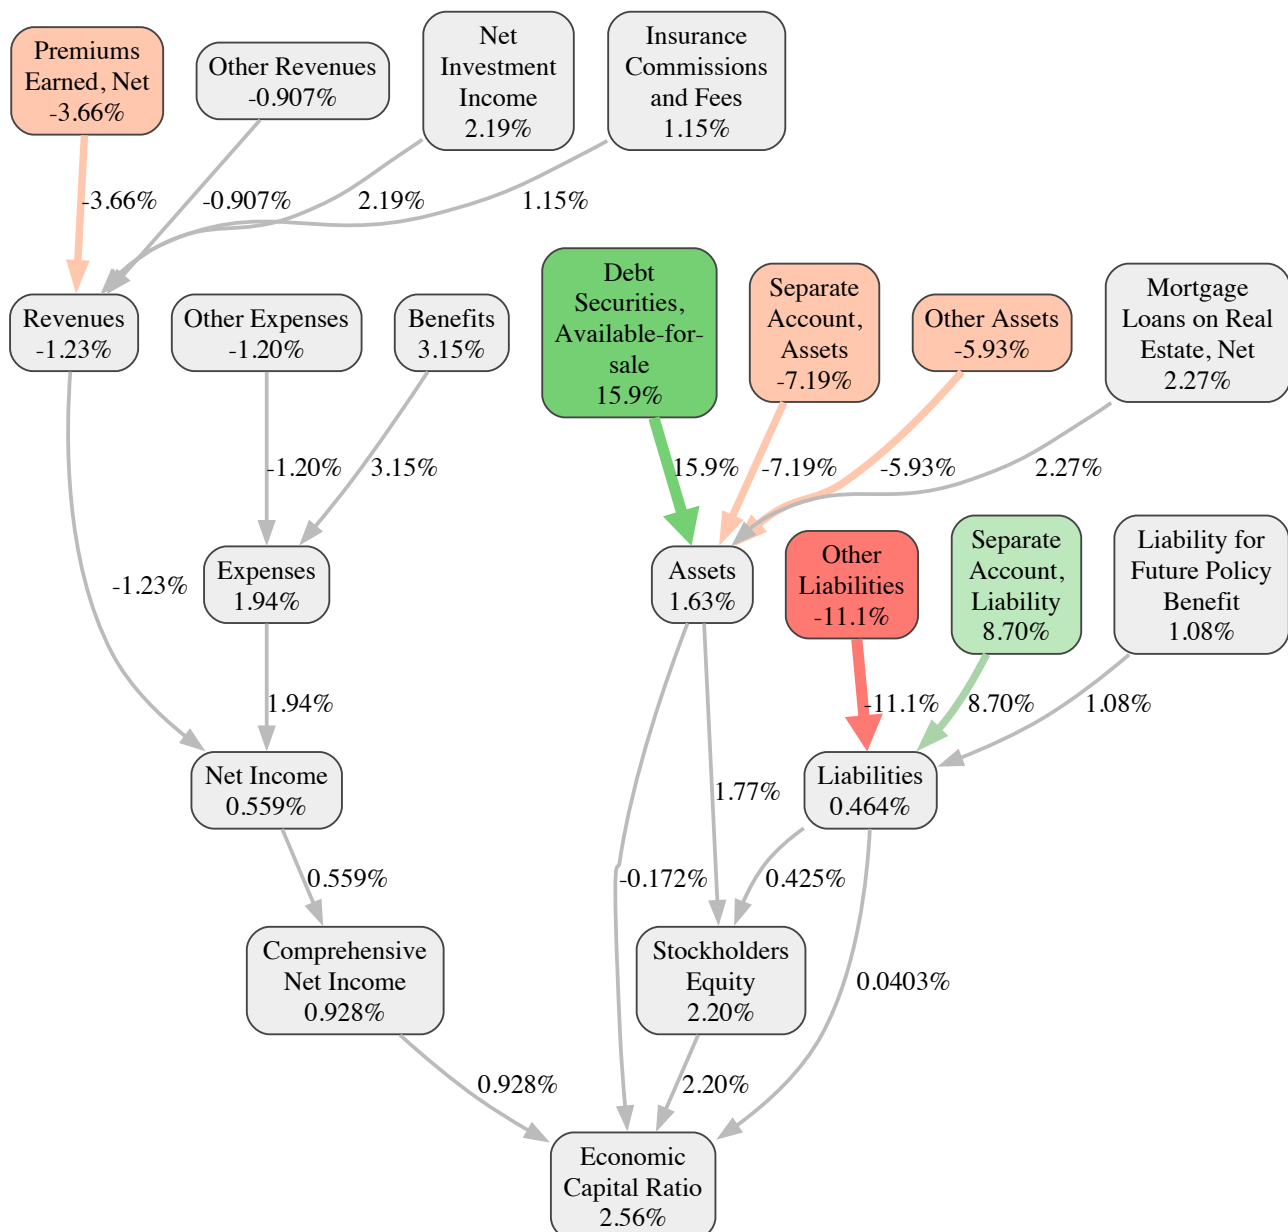 Premiums
Earned, Net
-3.66%
Other Revenues
-0.907%
Net
Investment
Income
2.19%
Insurance
Commissions
and Fees
1.15%
-3.66%
-0.907%
2.19%
1.15%
Revenues
-1.23%
Other Expenses
-1.20%
Benefits
3.15%
Debt
Securities,
Available-for-
sale
15.9%
Separate
Account,
Assets
-7.19%
Other Assets
-5.93%
Mortgage
Loans on Real
Estate, Net
2.27%
-1.20%
3.15%
15.9%
-7.19%
-5.93%
2.27%
-1.23%
Expenses
1.94%
Assets
1.63%
Other
Liabilities
-11.1%
Separate
Account,
Liability
8.70%
Liability for
Future Policy
Benefit
1.08%
1.94%
-11.1%
8.70%
1.08%
Net Income
0.559%
1.77%
Liabilities
0.464%
0.559%
-0.172%
0.425%
Comprehensive
Net Income
0.928%
Stockholders
Equity
2.20%
0.0403%
0.928%
2.20%
Economic
Capital Ratio
2.56%